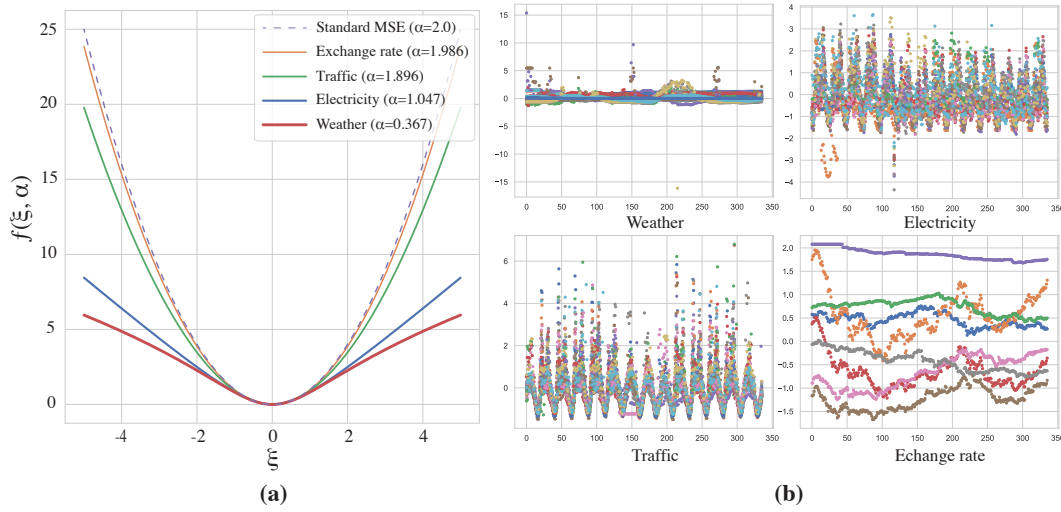 25
20
15
10
5
0
-4
-2
0
2
4
f(ξ, α)
ξ
Standard MSE (α=2.0)
Exchange rate (α=1.986)
Traffic (α=1.896)
Electricity (α=1.047)
Weather (α=0.367)
(a)
15
10
5
0
−5
−10
−15
0 50 100 150 200 250 300 350
Weather
4
3
2
1
0
−1
−2
−3
−4
0 50 100 150 200 250 300 350
Electricity
6
4
2
0
0 50 100 150 200 250 300 350
Traffic
2.0
1.5
1.0
0.5
0.0
−0.5
−1.0
−1.5
0 50 100 150 200 250 300 350
Echange rate
(b)